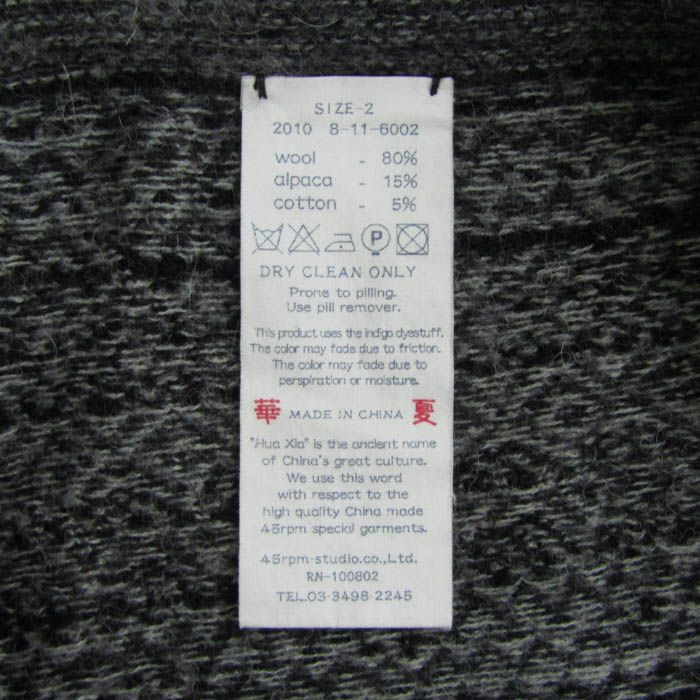 SIZE-2
2010 8-11-6002
wool - 80%
alpaca - 15%
cotton - 5%
P
DRY CLEAN ONLY
Prone to pilling.
Use pill remover.
This product uses the indigo dyestuff.
The color may fade due to friction.
The color may fade due to
perspiration or moisture.
華 MADE IN CHINA 夏
"Hua Xia" is the ancient name
of China's great culture.
We use this word
with respect to the
high quality China made
45rpm special garments.
45rpm-studio.co.,Ltd.
RN-100802
TEL.03-3498-2245